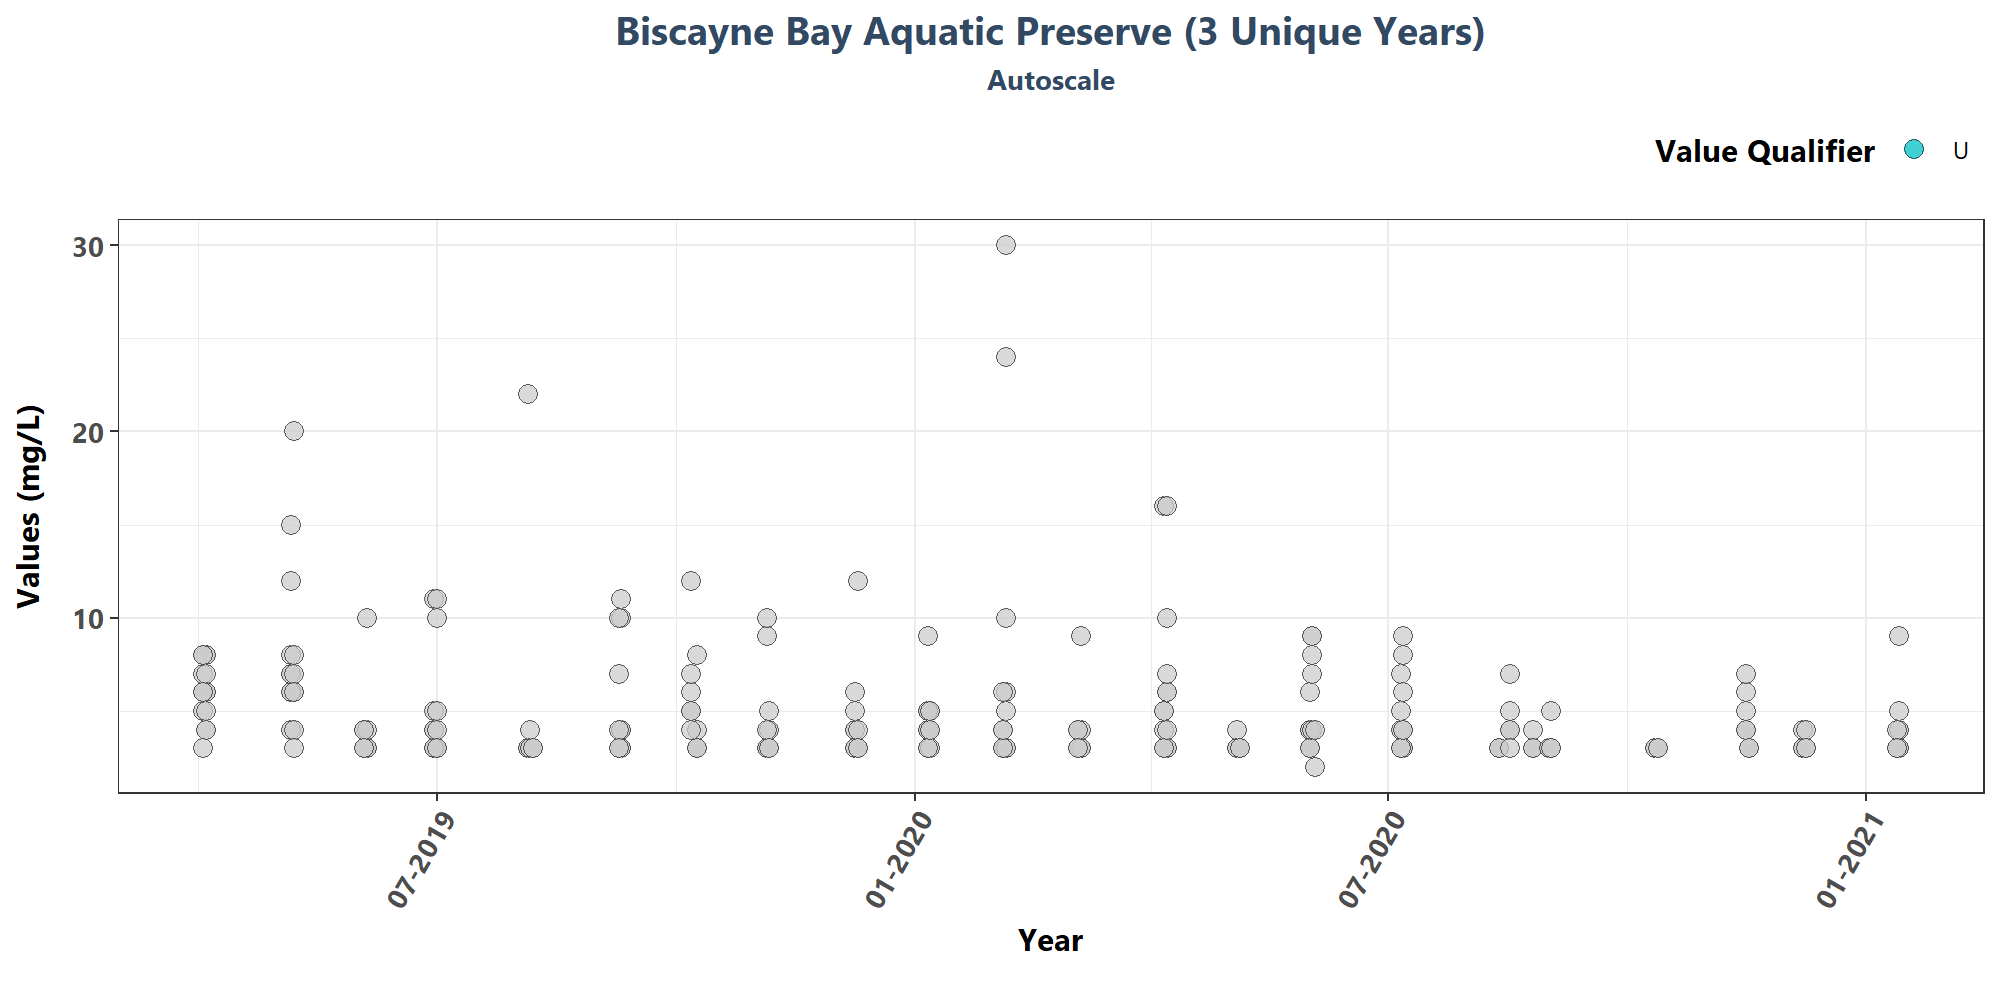 Biscayne Bay Aquatic Preserve (3 Unique Years)
Autoscale
Value Qualifier U
Values (mg/L)
30
20
10
07-2019
01-2020
07-2020
01-2021
Year